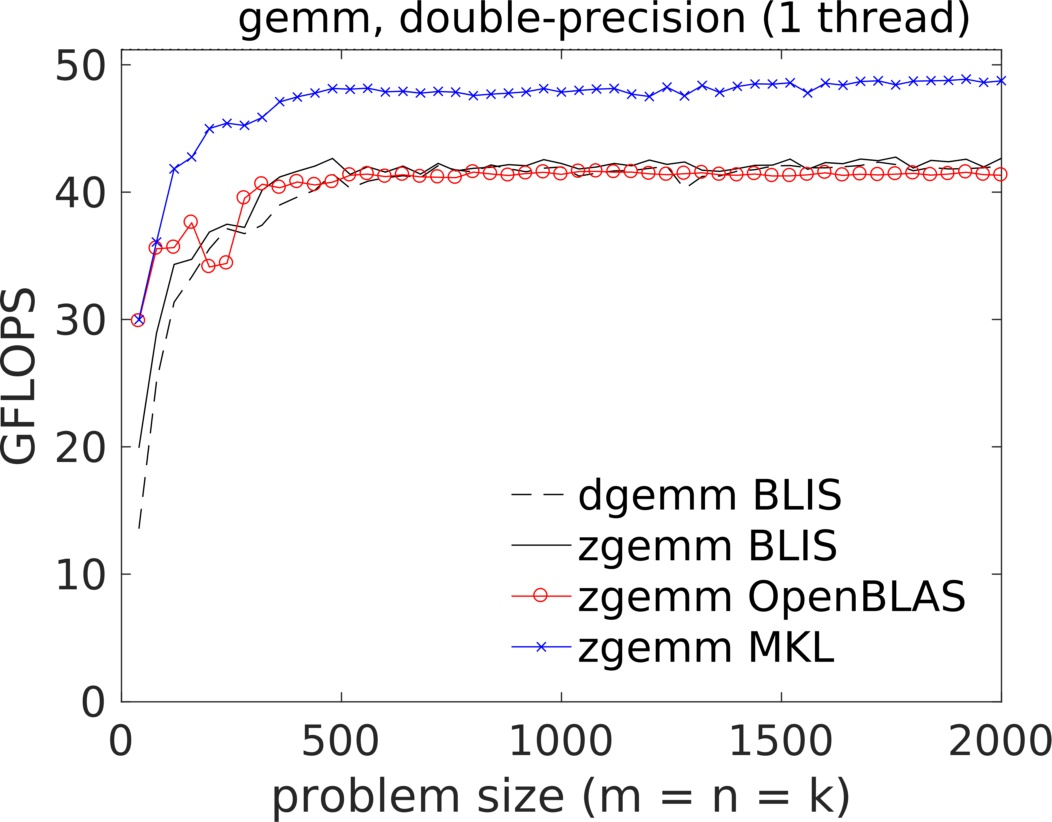 gemm, double-precision (1 thread)
50
40
30
20
10
0
GFLOPS
dgemm BLIS
zgemm BLIS
zgemm OpenBLAS
zgemm MKL
0 500 1000 1500 2000
problem size (m = n = k)